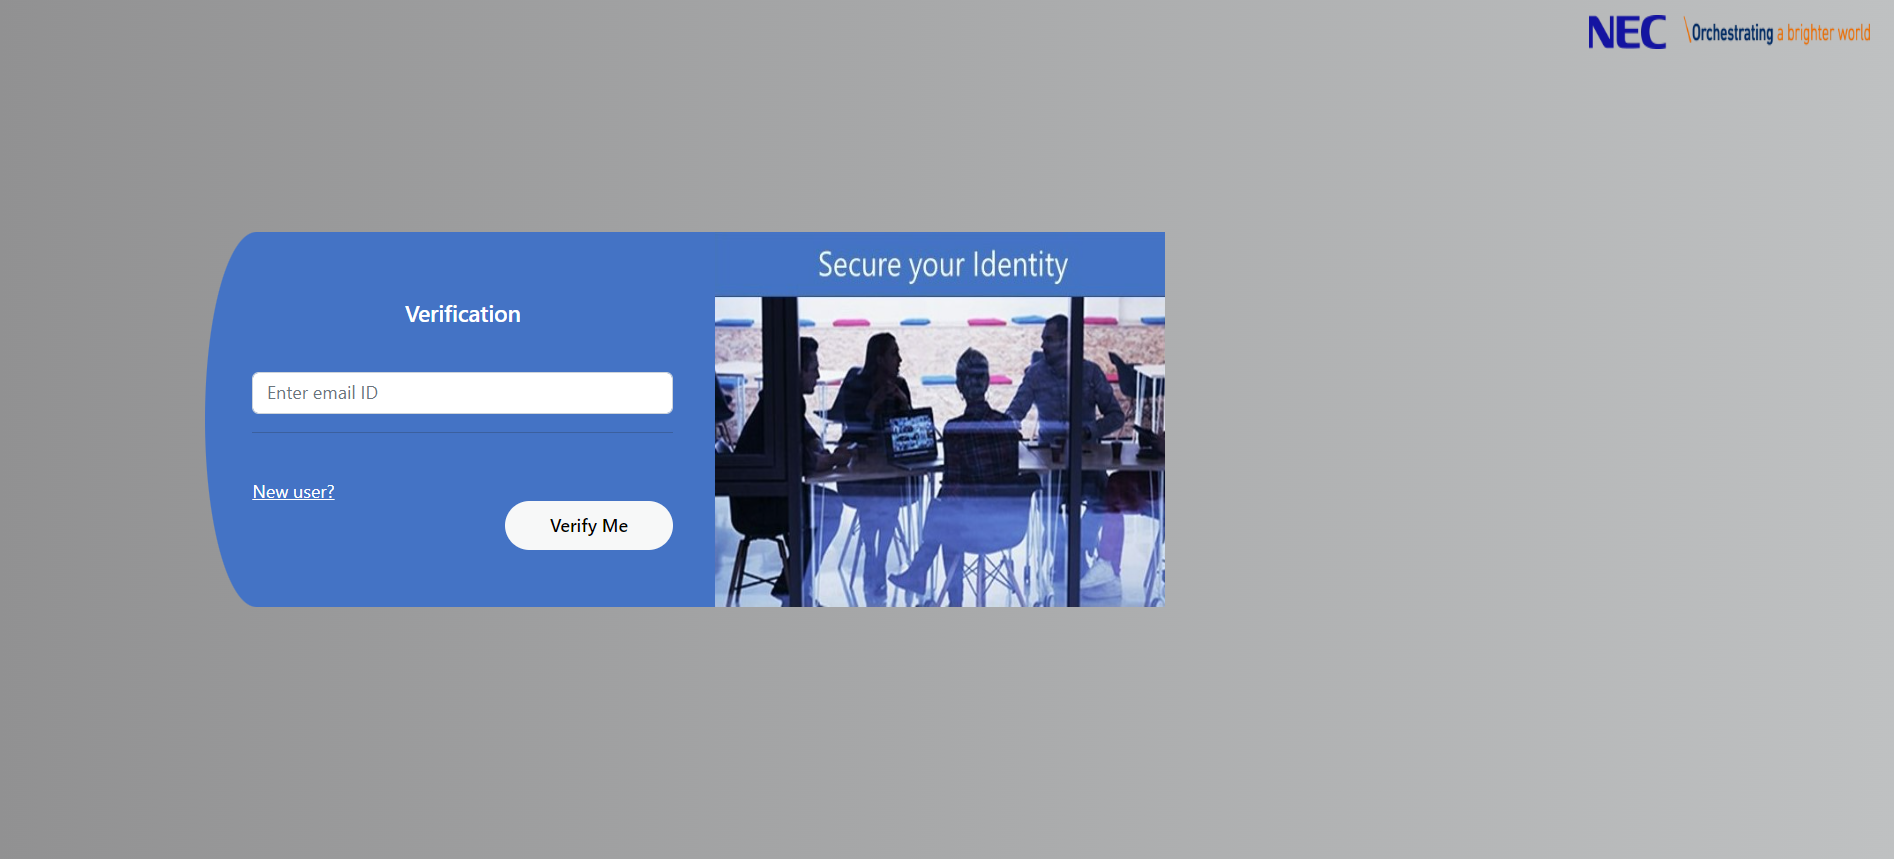 NEC \Orchestrating a brighter world
Secure your Identity
Verification
Enter email ID
New user?
Verify Me